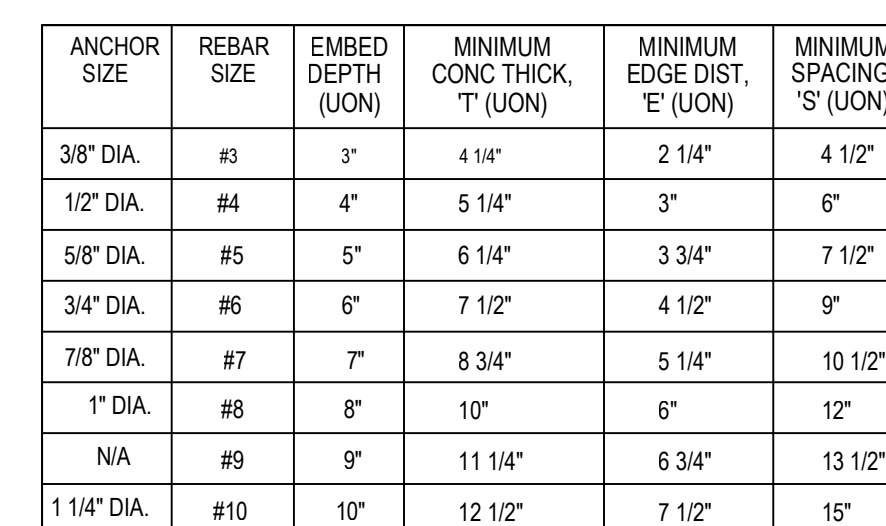 ANCHOR SIZE | REBAR SIZE | EMBED DEPTH (UON) | MINIMUM CONC THICK, 'T' (UON) | MINIMUM EDGE DIST, 'E' (UON) | MINIMUM SPACING 'S' (UON)
3/8" DIA. | #3 | 3" | 4 1/4" | 2 1/4" | 4 1/2"
1/2" DIA. | #4 | 4" | 5 1/4" | 3" | 6"
5/8" DIA. | #5 | 5" | 6 1/4" | 3 3/4" | 7 1/2"
3/4" DIA. | #6 | 6" | 7 1/2" | 4 1/2" | 9"
7/8" DIA. | #7 | 7" | 8 3/4" | 5 1/4" | 10 1/2"
1" DIA. | #8 | 8" | 10" | 6" | 12"
N/A | #9 | 9" | 11 1/4" | 6 3/4" | 13 1/2"
1 1/4" DIA. | #10 | 10" | 12 1/2" | 7 1/2" | 15"